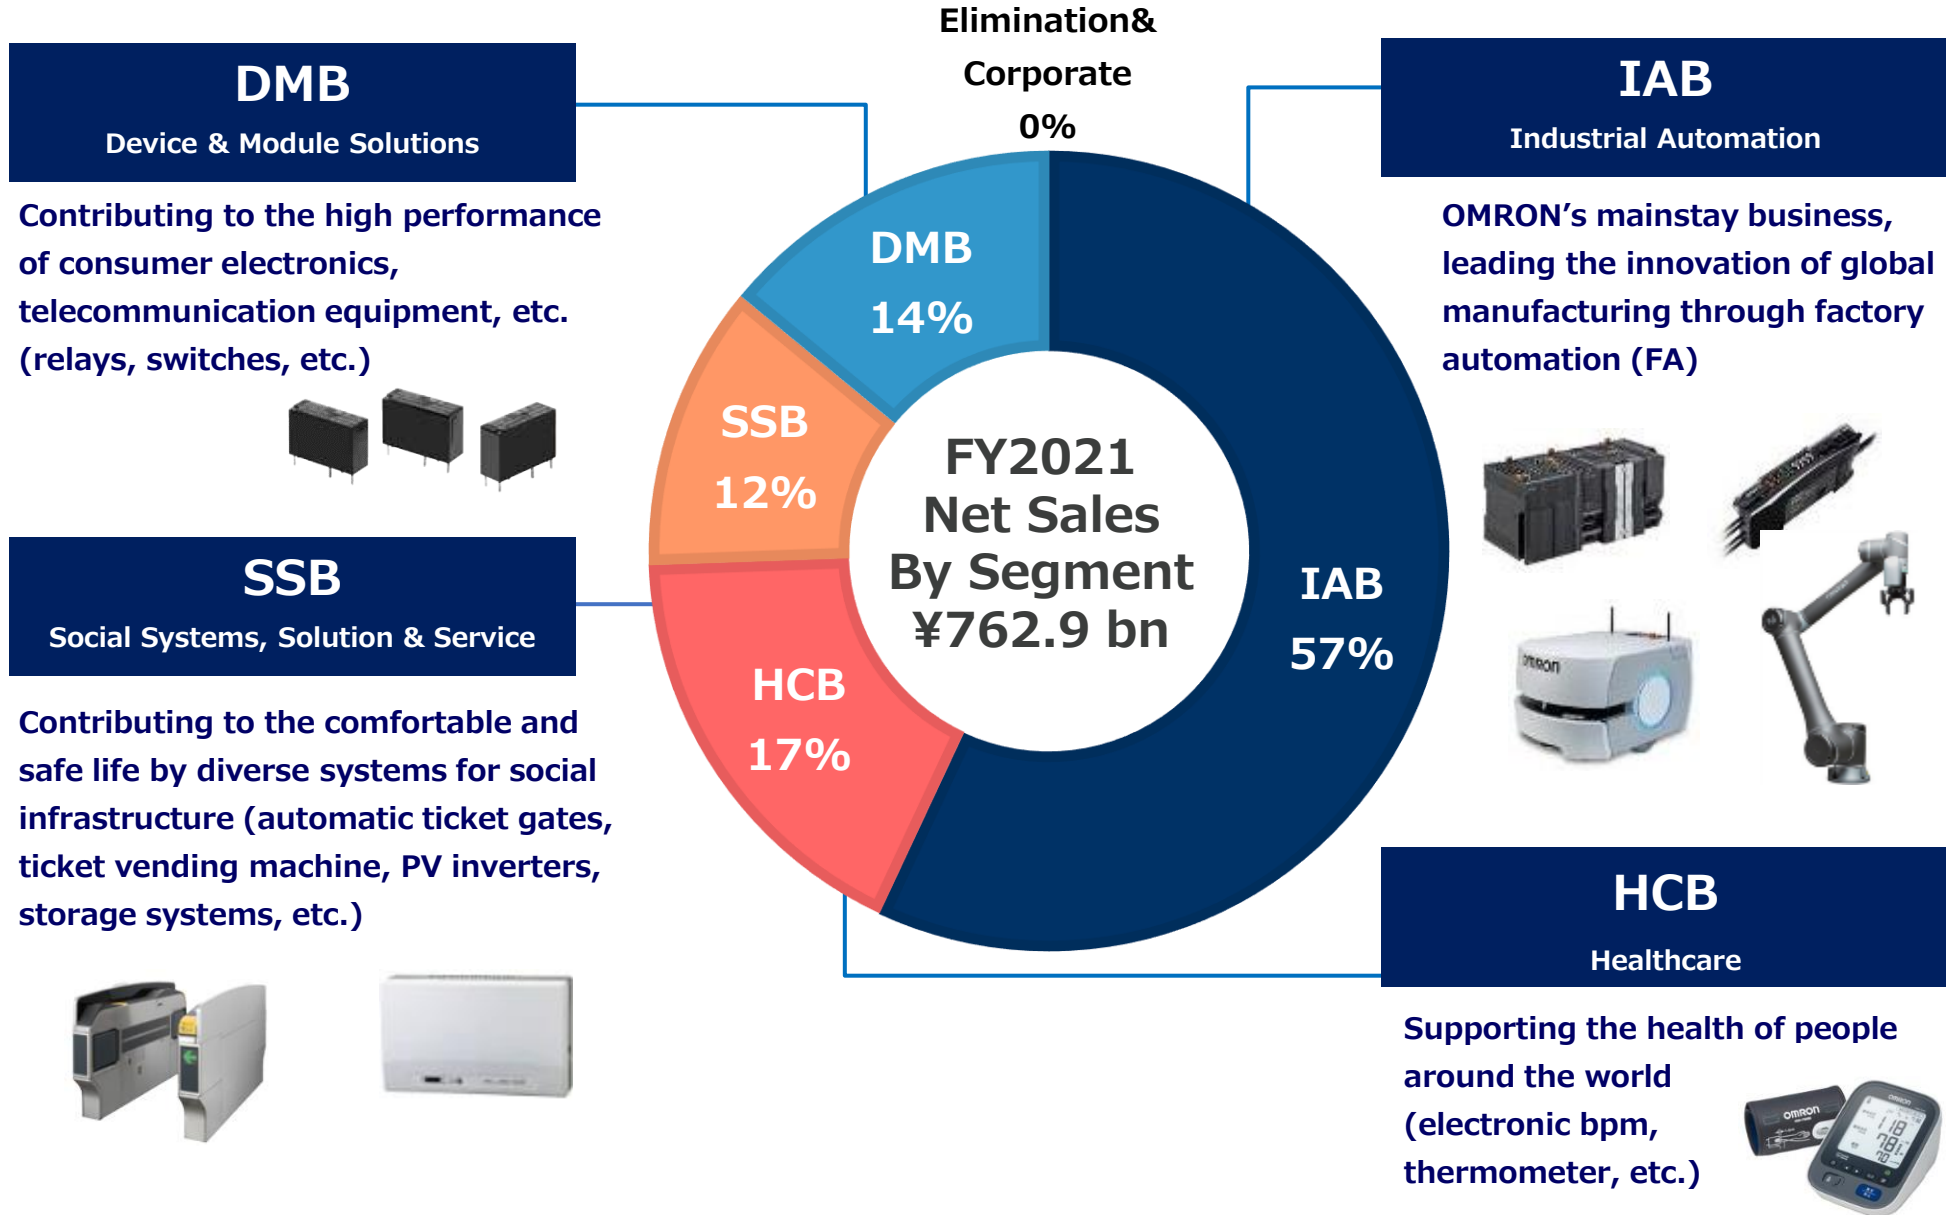 Elimination&
Corporate
0%
DMB
Device & Module Solutions
Contributing to the high performance
of consumer electronics,
telecommunication equipment, etc.
(relays, switches, etc.)
IAB
Industrial Automation
OMRON’s mainstay business,
leading the innovation of global
manufacturing through factory
automation (FA)
DMB
14%
SSB
12%
HCB
17%
IAB
57%
FY2021
Net Sales
By Segment
¥762.9 bn
SSB
Social Systems, Solution & Service
Contributing to the comfortable and
safe life by diverse systems for social
infrastructure (automatic ticket gates,
ticket vending machine, PV inverters,
storage systems, etc.)
OMRON
HCB
Healthcare
Supporting the health of people
around the world
(electronic bpm,
thermometer, etc.)
OMRON
OMRON
118
78
70